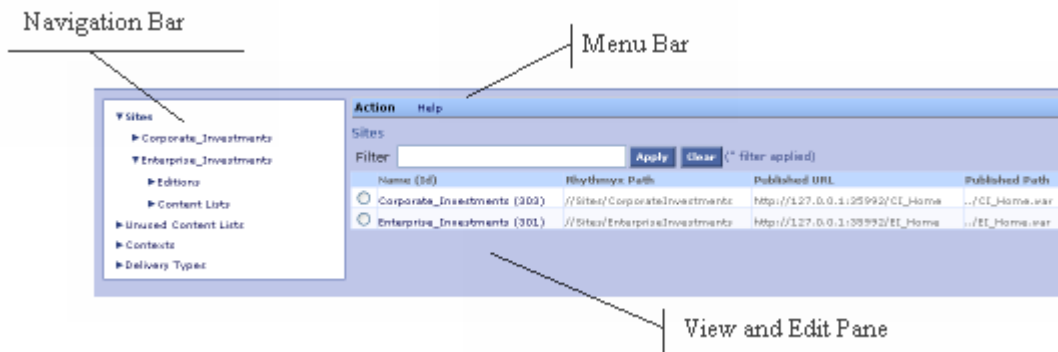 Navigation Bar
Menu Bar
▼Sites
▶Corporate_Investments
▼Enterprise_Investments
▶Editions
▶Content Lists
▶Unused Content Lists
▶Contexts
▶Delivery Types
Action Help
Sites
Filter Apply Clear (* filter applied)
Name (Id) Rhythmyx Path Published URL Published Path
Corporate_Investments (303) //Sites/CorporateInvestments http://127.0.0.1:35992/CI_Home ../CI_Home.war
Enterprise_Investments (301) //Sites/EnterpriseInvestments http://127.0.0.1:35992/EI_Home ../EI_Home.war
View and Edit Pane